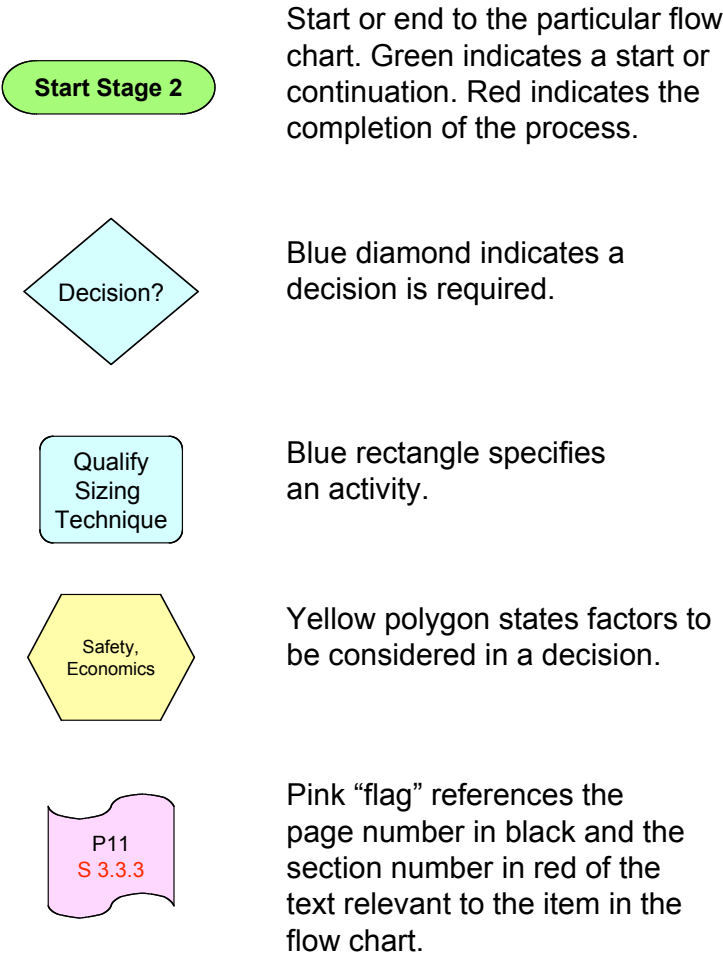 Start Stage 2
Start or end to the particular flow
chart. Green indicates a start or
continuation. Red indicates the
completion of the process.
Decision?
Blue diamond indicates a
decision is required.
Qualify
Sizing
Technique
Blue rectangle specifies
an activity.
Safety,
Economics
Yellow polygon states factors to
be considered in a decision.
P11
S 3.3.3
Pink “flag” references the
page number in black and the
section number in red of the
text relevant to the item in the
flow chart.